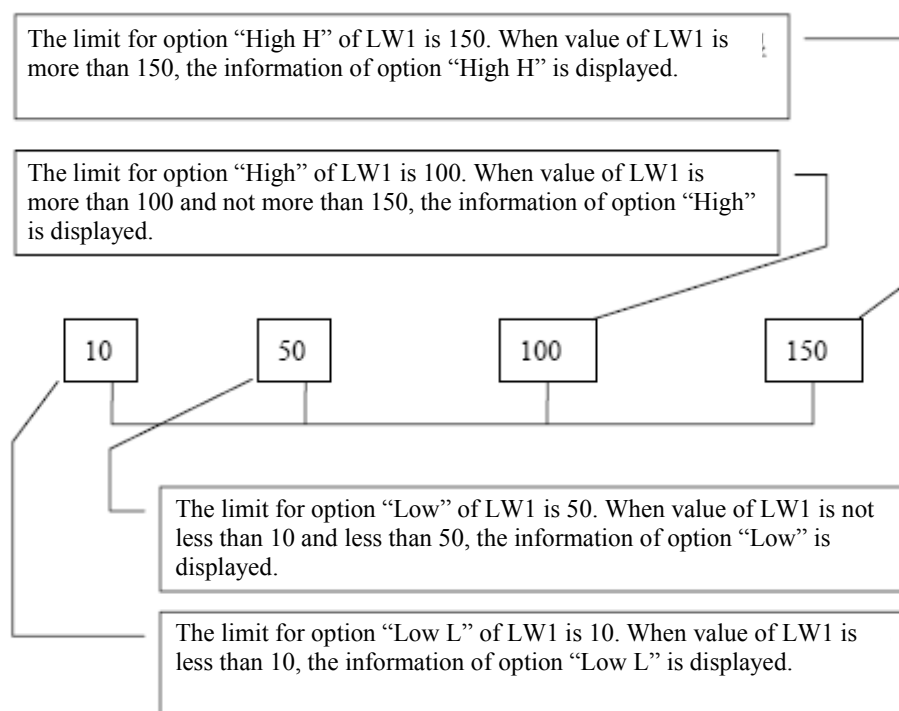 The limit for option “High H” of LW1 is 150. When value of LW1 is
more than 150, the information of option “High H” is displayed.
The limit for option “High” of LW1 is 100. When value of LW1 is
more than 100 and not more than 150, the information of option “High”
is displayed.
10 50 100 150
The limit for option “Low” of LW1 is 50. When value of LW1 is not
less than 10 and less than 50, the information of option “Low” is
displayed.
The limit for option “Low L” of LW1 is 10. When value of LW1 is
less than 10, the information of option “Low L” is displayed.